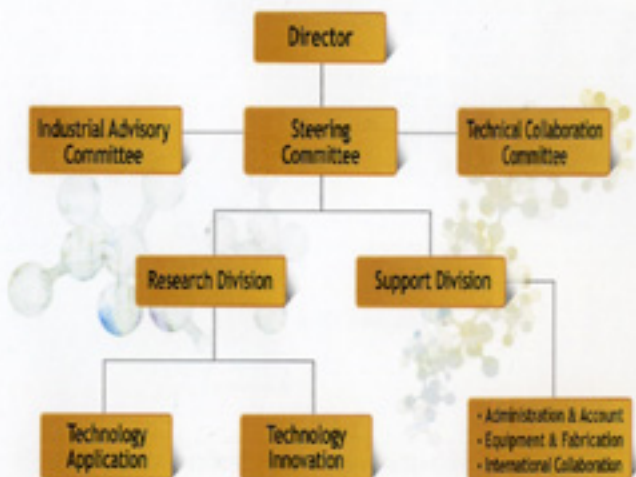 Director
Industrial Advisory
Committee
Steering
Committee
Technical Collaboration
Committee
Research Division
Support Division
Technology
Application
Technology
Innovation
• Administration & Account
• Equipment & Fabrication
• International Collaboration